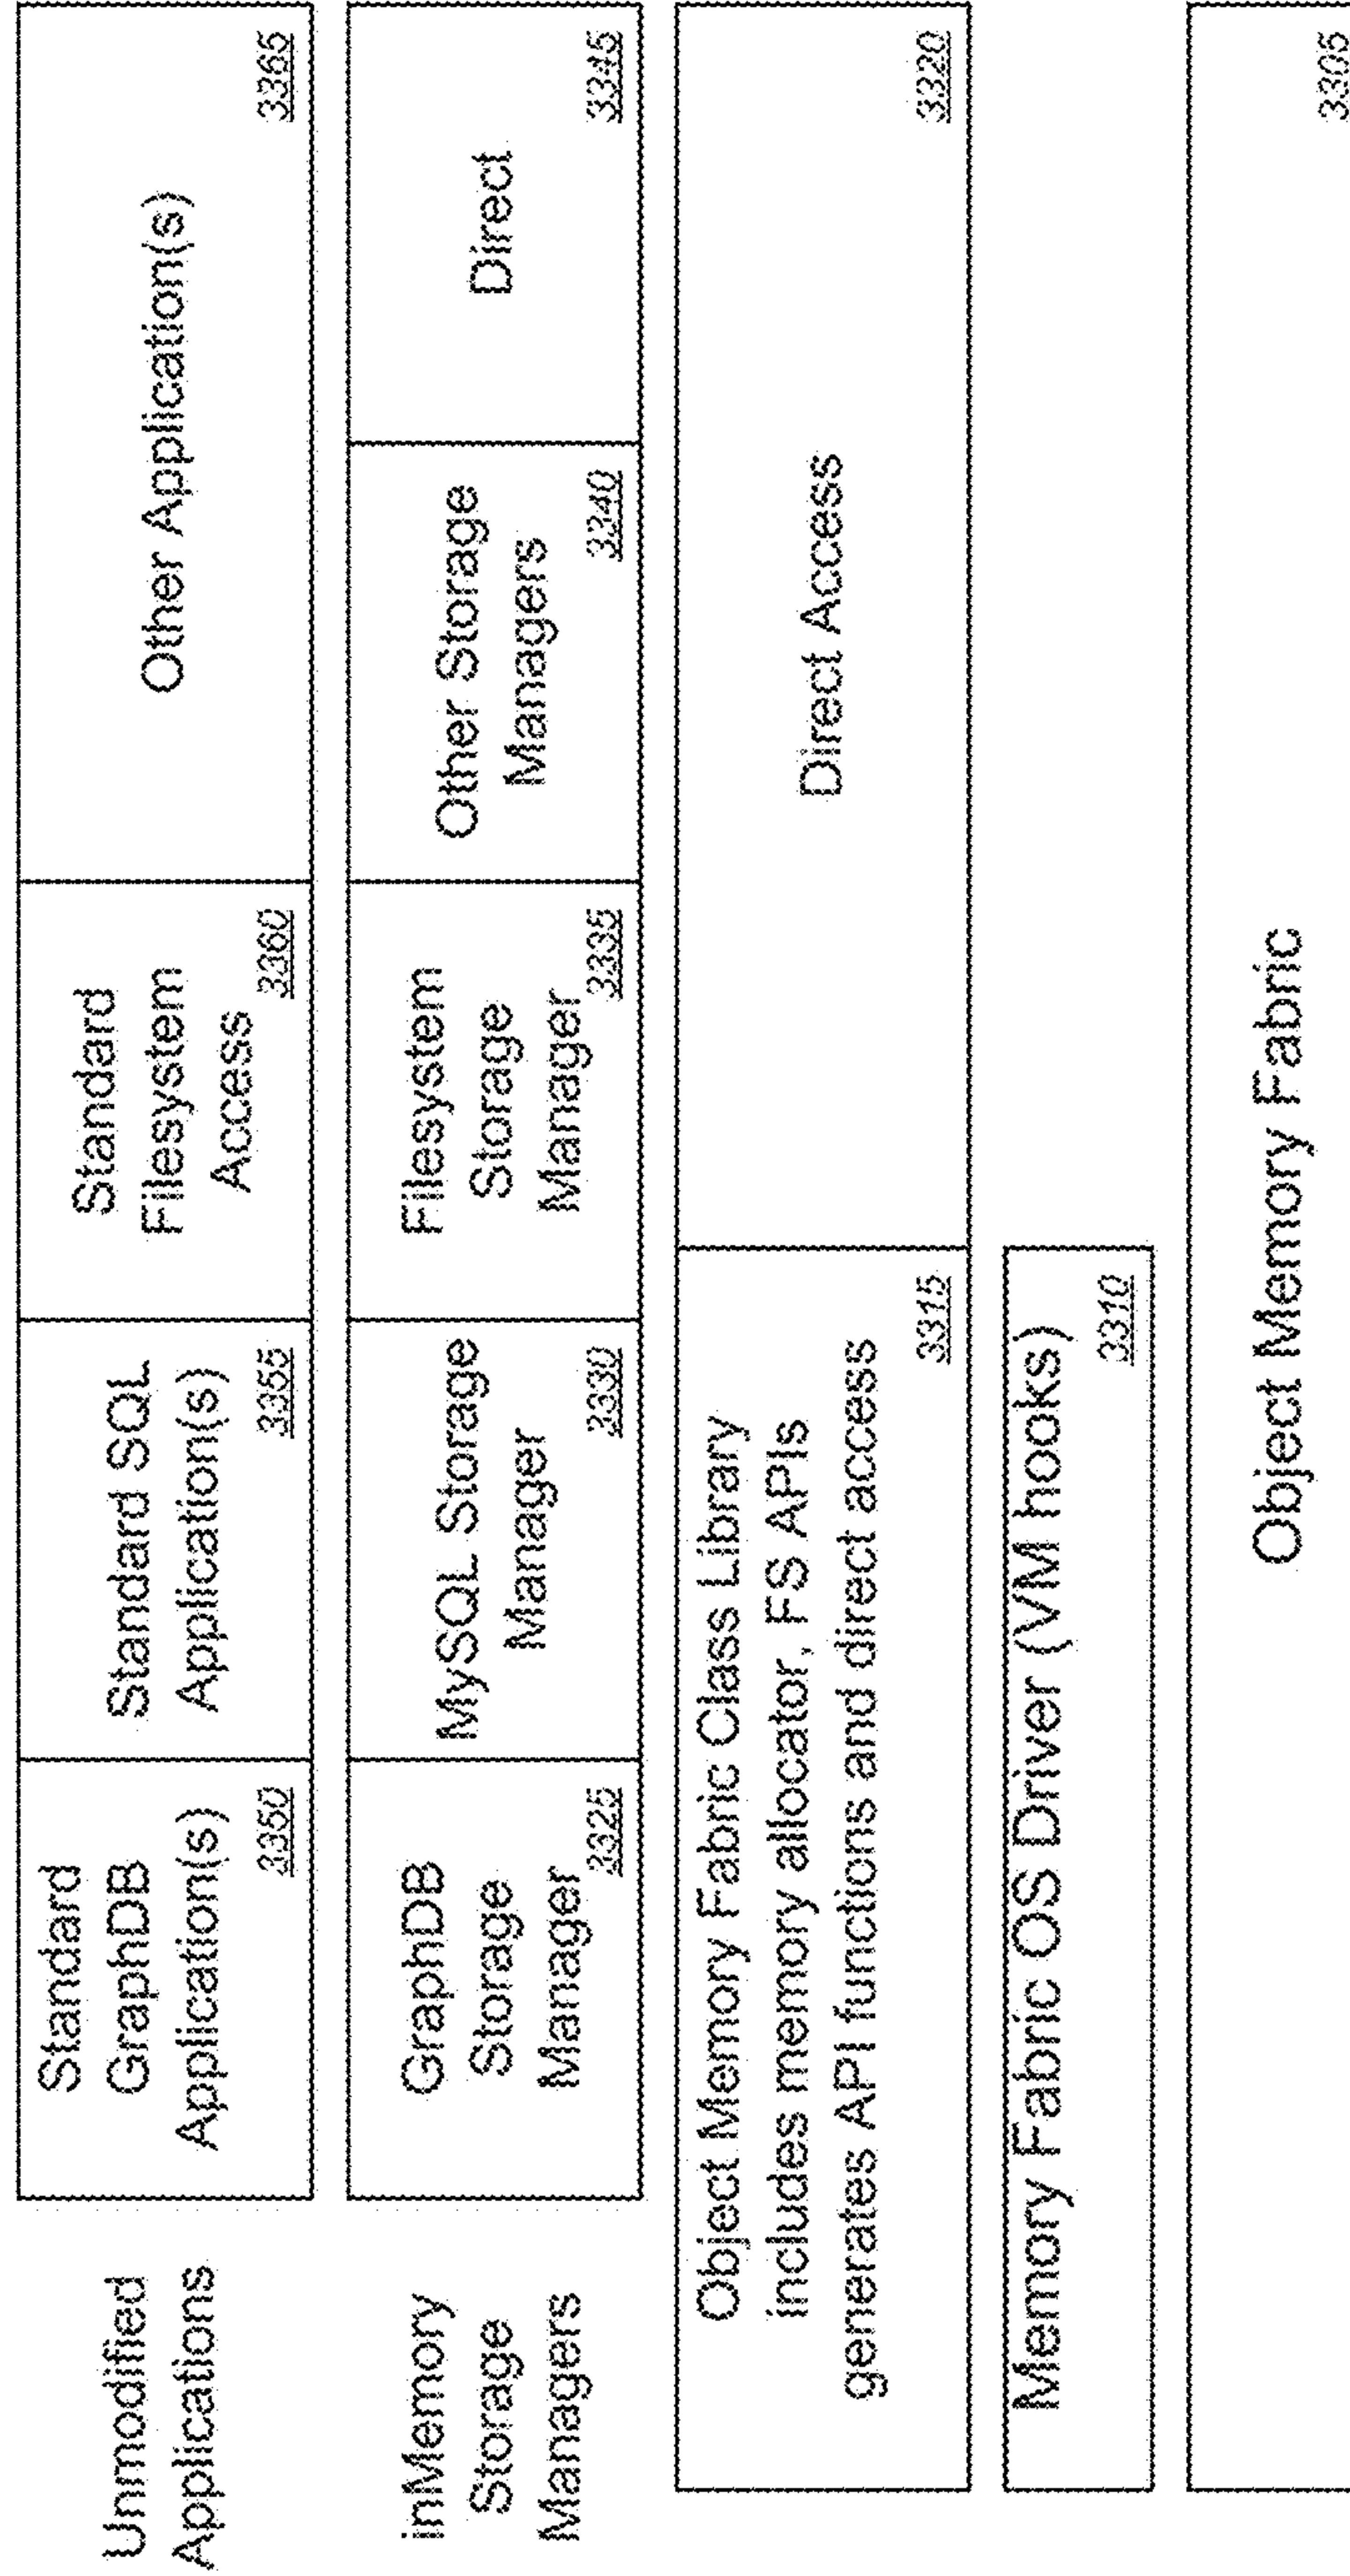 Unmodified
Applications
Standard
GraphDB
Application(s)
3350
Standard SQL
Application(s)
3355
Standard
Filesystem
Access
3360
Other Application(s)
3365
inMemory
Storage
Managers
GraphDB
Storage
Manager
3325
MySQL Storage
Manager
3330
Filesystem
Storage
Manager
3335
Other Storage
Managers
3340
Direct
3345
Object Memory Fabric Class Library
includes memory allocator, FS APIs
generates API functions and direct access
3315
Direct Access
3320
Memory Fabric OS Driver (VM hooks)
3310
Object Memory Fabric
3305